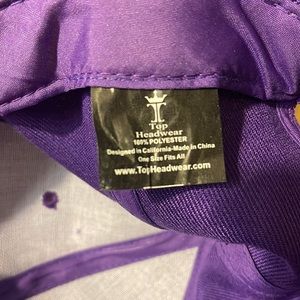 Top
Headwear
100% POLYESTER
Designed in California-Made in China
One Size Fits All
www.TopHeadwear.com